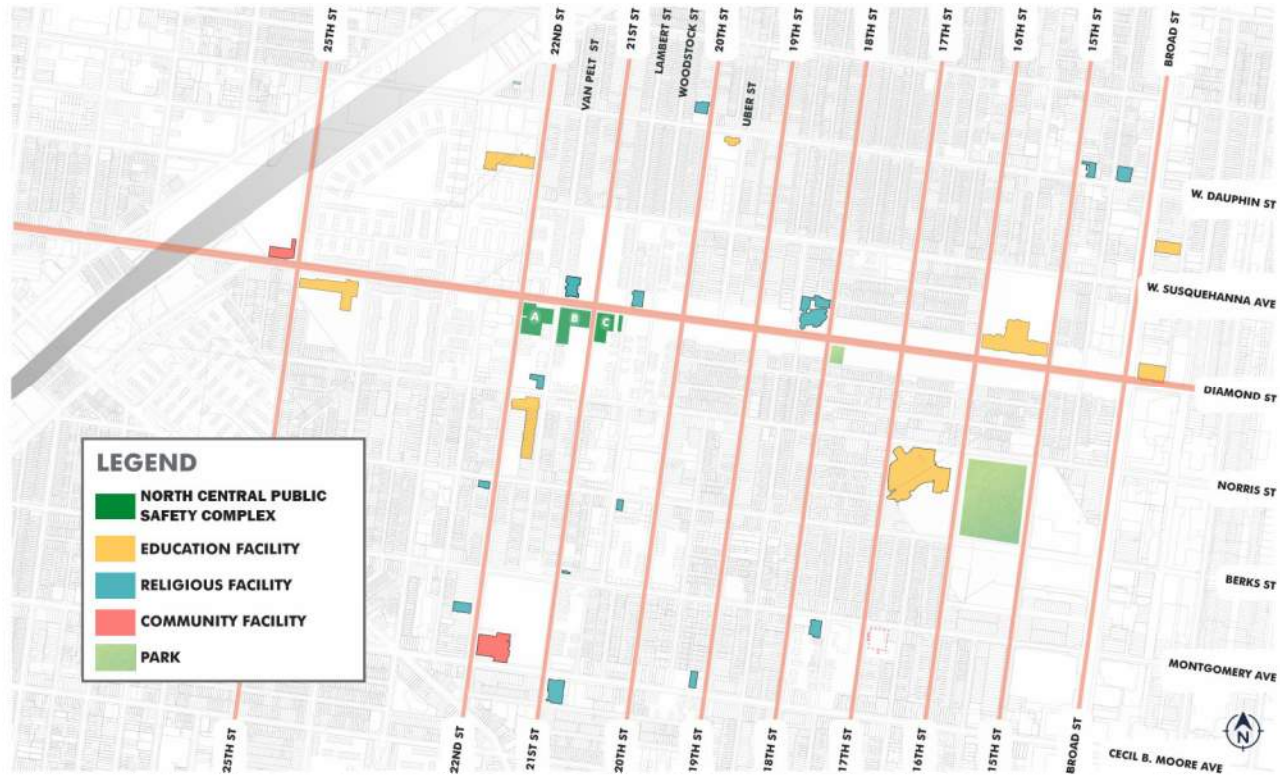 25TH ST
22ND ST
VAN PELT ST
21ST ST
LAMBERT ST
WOODSTOCK ST
20TH ST
UBER ST
19TH ST
18TH ST
17TH ST
16TH ST
15TH ST
BROAD ST
W. DAUPHIN ST
W. SUSQUEHANNA AVE
DIAMOND ST
NORRIS ST
BERKS ST
MONTGOMERY AVE
CECIL B. MOORE AVE
A
B
C
LEGEND
NORTH CENTRAL PUBLIC
SAFETY COMPLEX
EDUCATION FACILITY
RELIGIOUS FACILITY
COMMUNITY FACILITY
PARK
25TH ST
22ND ST
21ST ST
20TH ST
19TH ST
18TH ST
17TH ST
16TH ST
15TH ST
BROAD ST
N